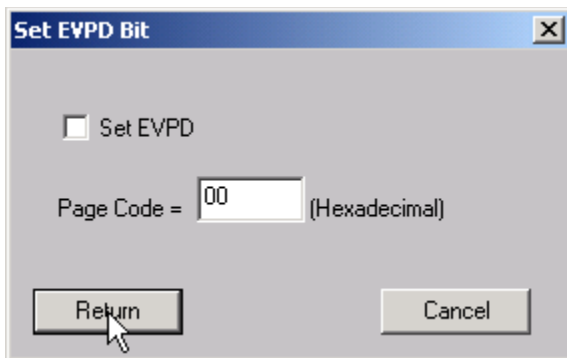 Set EVPD Bit
Set EVPD
Page Code = 00 (Hexadecimal)
Return Cancel